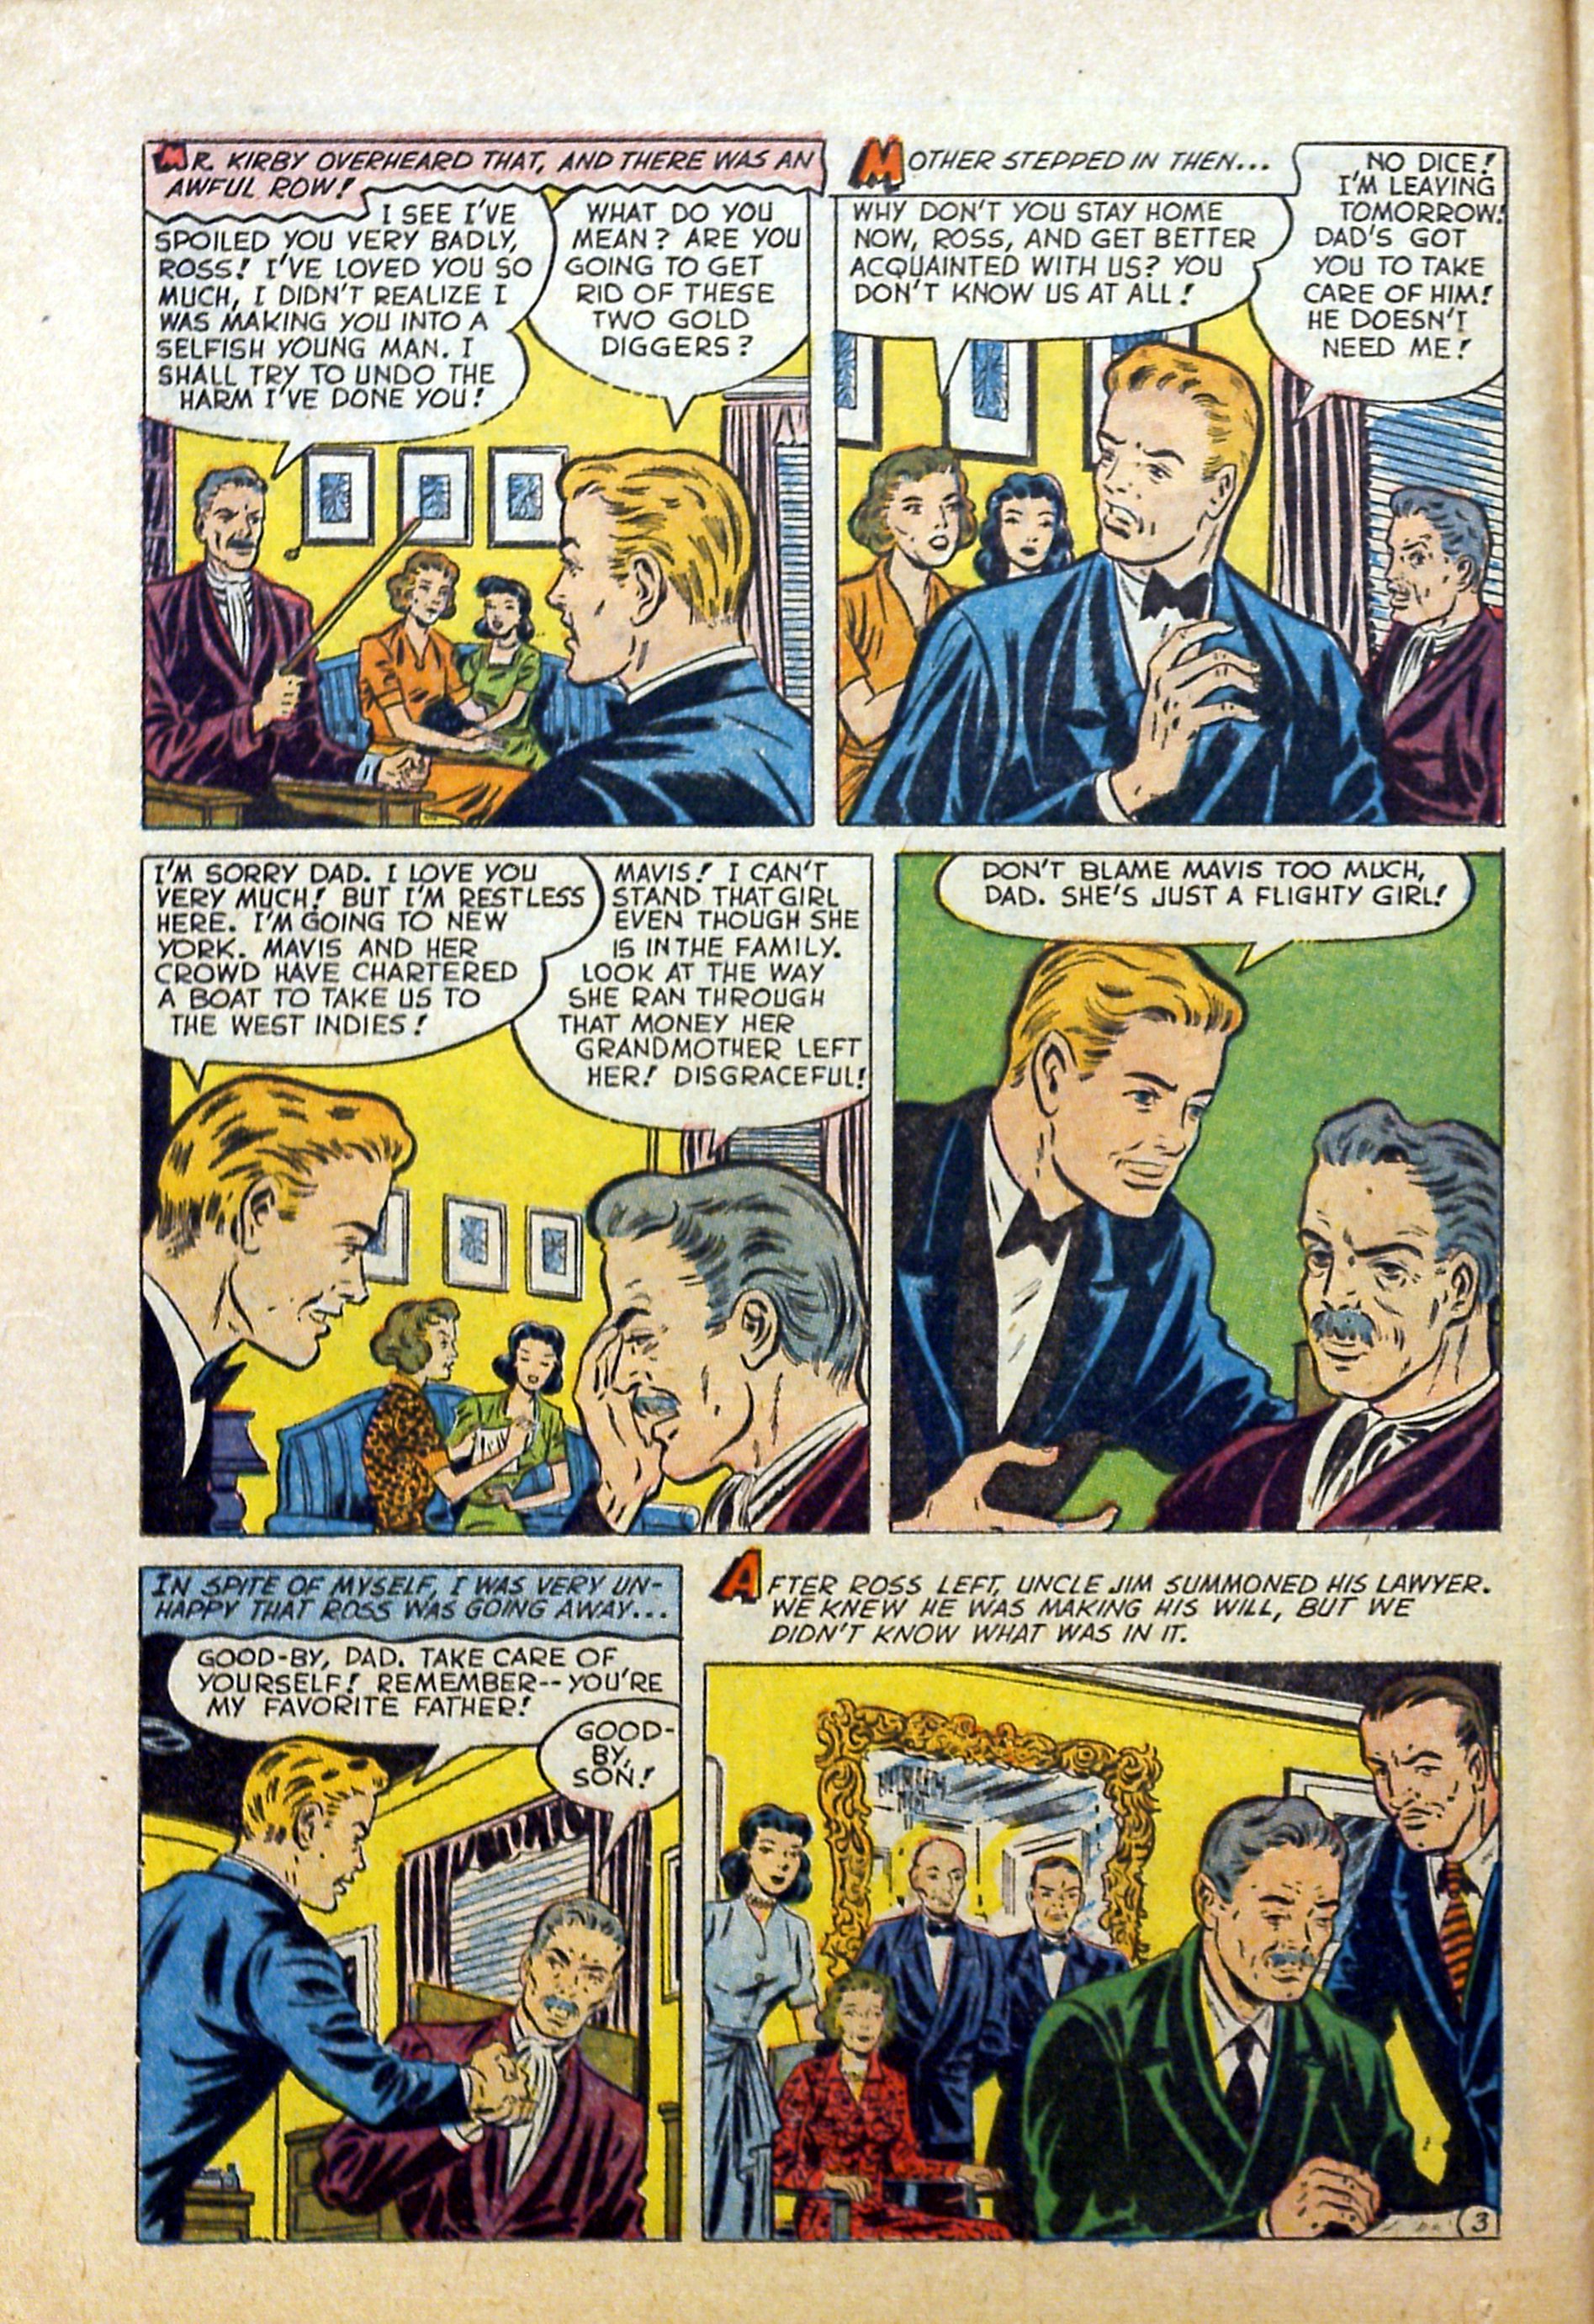 MR. KIRBY OVERHEARD THAT, AND THERE WAS AN
AWFUL ROW!
I SEE I'VE
SPOILED YOU VERY BADLY,
ROSS! I'VE LOVED YOU SO
MUCH, I DIDN'T REALIZE I
WAS MAKING YOU INTO A
SELFISH YOUNG MAN. I
SHALL TRY TO UNDO THE
HARM I'VE DONE YOU!
WHAT DO YOU
MEAN? ARE YOU
GOING TO GET
RID OF THESE
TWO GOLD
DIGGERS?
MOTHER STEPPED IN THEN...
WHY DON'T YOU STAY HOME
NOW, ROSS, AND GET BETTER
ACQUAINTED WITH US? YOU
DON'T KNOW US AT ALL!
NO DICE!
I'M LEAVING
TOMORROW!
DAD'S GOT
YOU TO TAKE
CARE OF HIM!
HE DOESN'T
NEED ME!
I'M SORRY DAD. I LOVE YOU
VERY MUCH! BUT I'M RESTLESS
HERE. I'M GOING TO NEW
YORK. MAVIS AND HER
CROWD HAVE CHARTERED
A BOAT TO TAKE US TO
THE WEST INDIES!
MAVIS! I CAN'T
STAND THAT GIRL
EVEN THOUGH SHE
IS IN THE FAMILY.
LOOK AT THE WAY
SHE RAN THROUGH
THAT MONEY HER
GRANDMOTHER LEFT
HER! DISGRACEFUL!
DON'T BLAME MAVIS TOO MUCH,
DAD. SHE'S JUST A FLIGHTY GIRL!
IN SPITE OF MYSELF, I WAS VERY UN-
HAPPY THAT ROSS WAS GOING AWAY...
GOOD-BY, DAD. TAKE CARE OF
YOURSELF! REMEMBER--YOU'RE
MY FAVORITE FATHER!
GOOD-
BY,
SON!
AFTER ROSS LEFT, UNCLE JIM SUMMONED HIS LAWYER.
WE KNEW HE WAS MAKING HIS WILL, BUT WE
DIDN'T KNOW WHAT WAS IN IT.
3